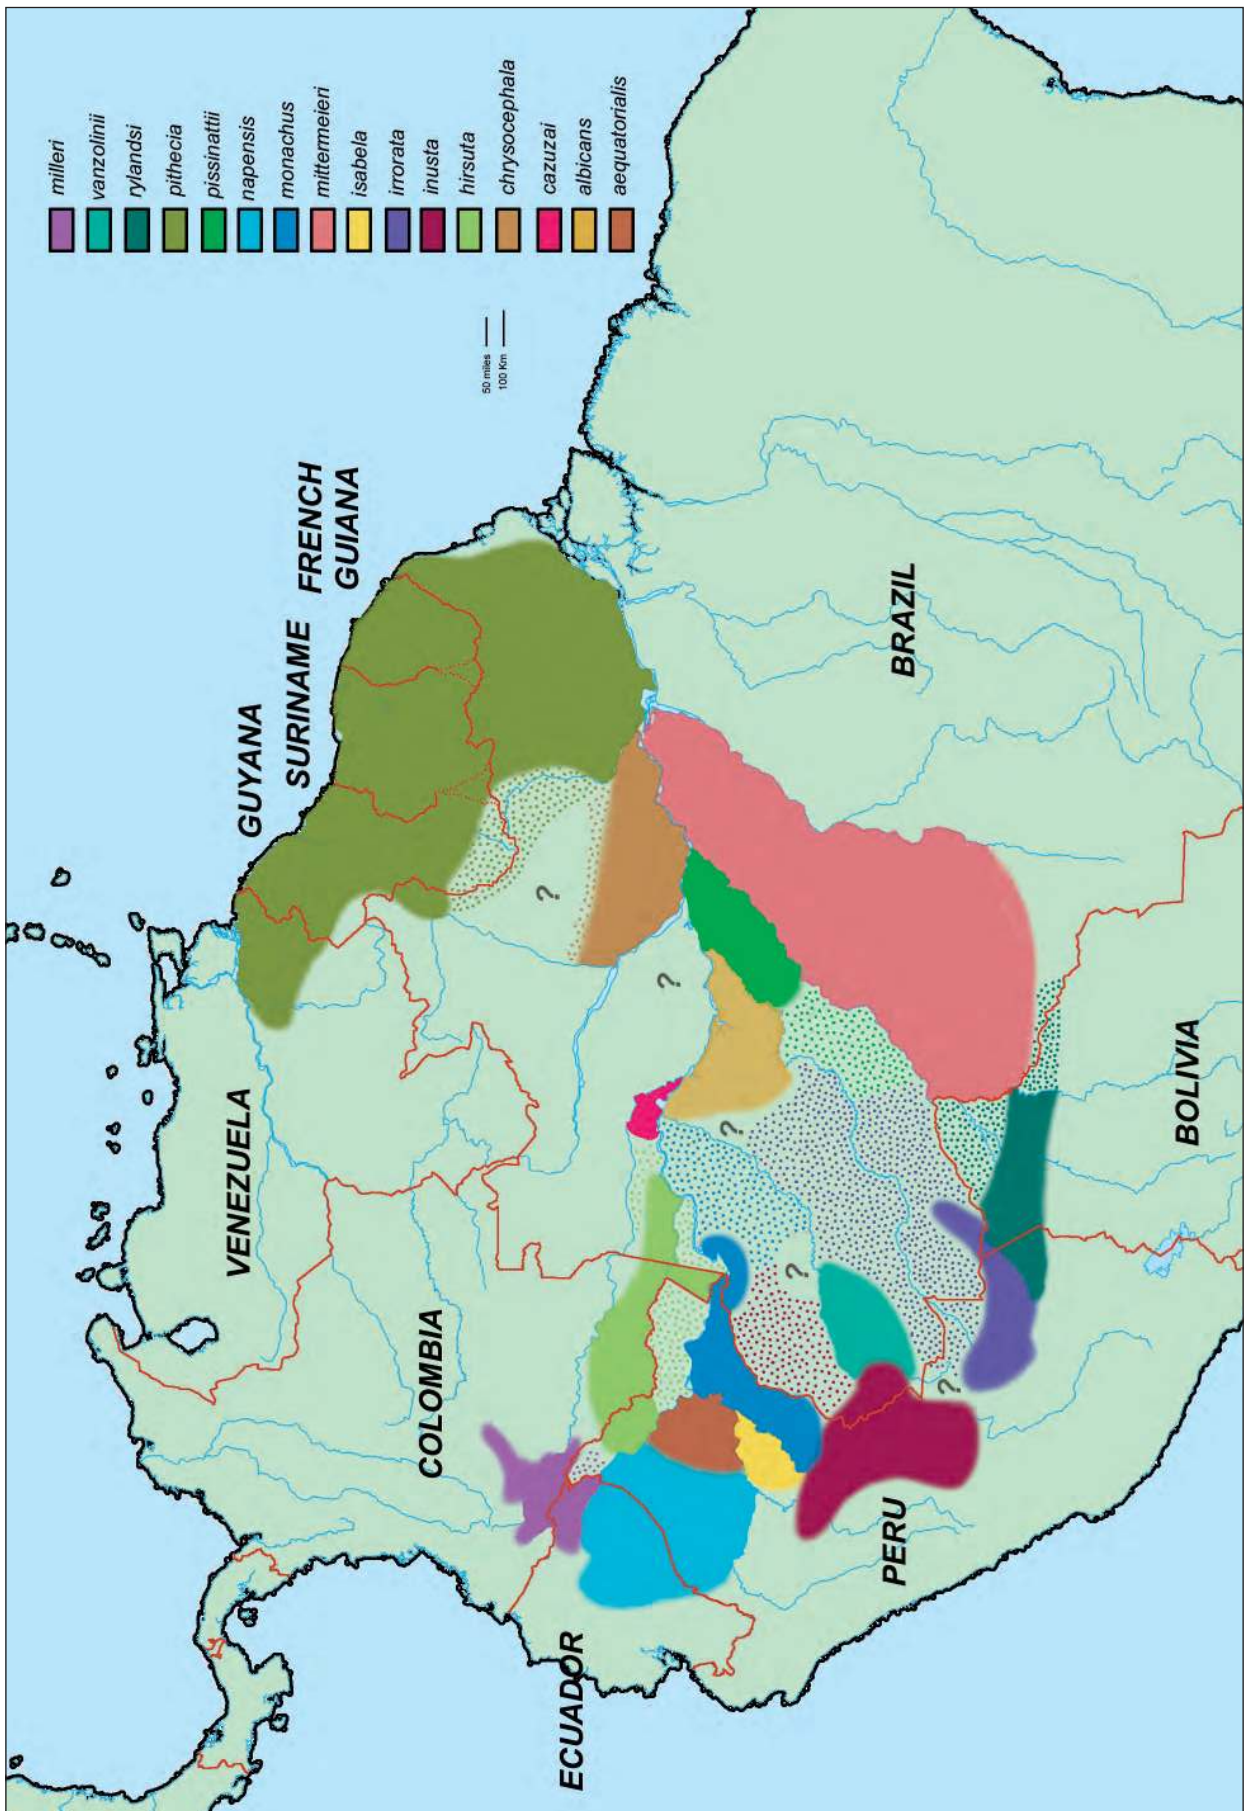 milleri
vanzolinii
rylandsi
pithecia
pissinattii
napensis
monachus
mittermeieri
isabela
irrorata
inusta
hirsuta
chrysocephala
cazuzai
albicans
aequatorialis
50 miles
100 Km
GUYANA
SURINAME
FRENCH
GUIANA
VENEZUELA
COLOMBIA
ECUADOR
PERU
BRAZIL
BOLIVIA
?
?
?
?
?